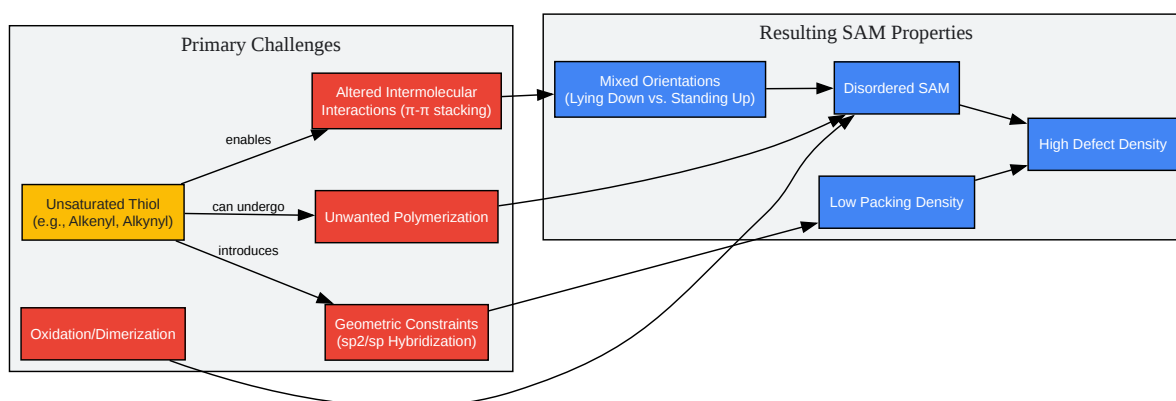 Primary Challenges
Resulting SAM Properties
Altered Intermolecular
Interactions (π-π stacking)
Mixed Orientations
(Lying Down vs. Standing Up)
Disordered SAM
enables
High Defect Density
Unsaturated Thiol
(e.g., Alkenyl, Alkynyl)
can undergo
Unwanted Polymerization
Low Packing Density
introduces
Oxidation/Dimerization
Geometric Constraints
(sp2/sp Hybridization)